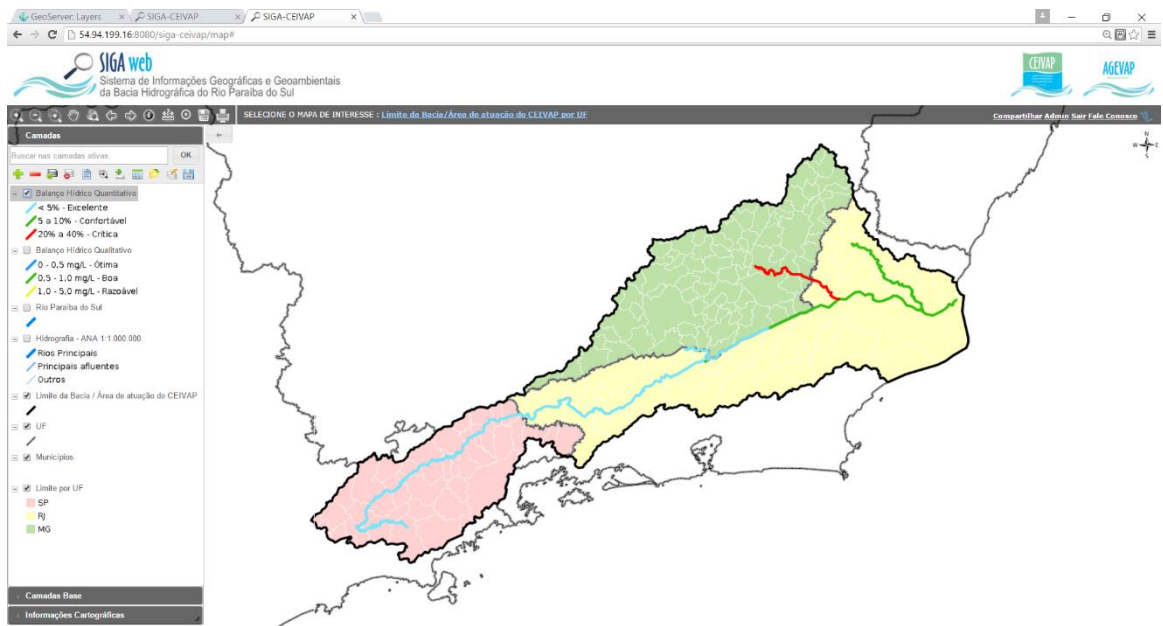 GeoServer: Layers
SIGA-CEIVAP
SIGA-CEIVAP
54.94.199.16:8080/siga-ceivap/map#
SIGA web
Sistema de Informações Geográficas e Geoambientais
da Bacia Hidrográfica do Rio Paraíba do Sul
CEIVAP
AGEVAP
SELECIONE O MAPA DE INTERESSE : Limite da Bacia/Área de atuação do CEIVAP por UF
Compartilhar Admin Sair Fale Conosco
Camadas
Buscar nas camadas ativas
OK
Balanço Hídrico Quantitativo
< 5% - Excelente
5 a 10% - Confortável
20% a 40% - Crítica
Balanço Hídrico Qualitativo
0 - 0,5 mg/L - Ótima
0,5 - 1,0 mg/L - Boa
1,0 - 5,0 mg/L - Razoável
Rio Paraíba do Sul
Hidrografia - ANA 1:1.000.000
Rios Principais
Principais afluentes
Outros
Limite da Bacia / Área de atuação do CEIVAP
UF
Municípios
Limite por UF
SP
RJ
MG
Camadas Base
Informações Cartográficas
N
W
E
S